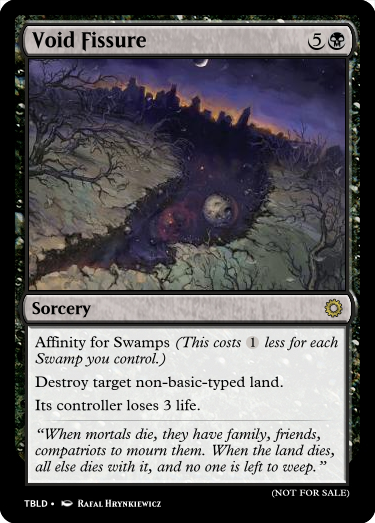 Void Fissure 5
Sorcery
Affinity for Swamps (This costs 1 less for each
Swamp you control.)
Destroy target non-basic-typed land.
Its controller loses 3 life.
“When mortals die, they have family, friends,
compatriots to mourn them. When the land dies,
all else dies with it, and no one is left to weep.”
TBLD • RAFAŁ HRYNKIEWICZ
(NOT FOR SALE)